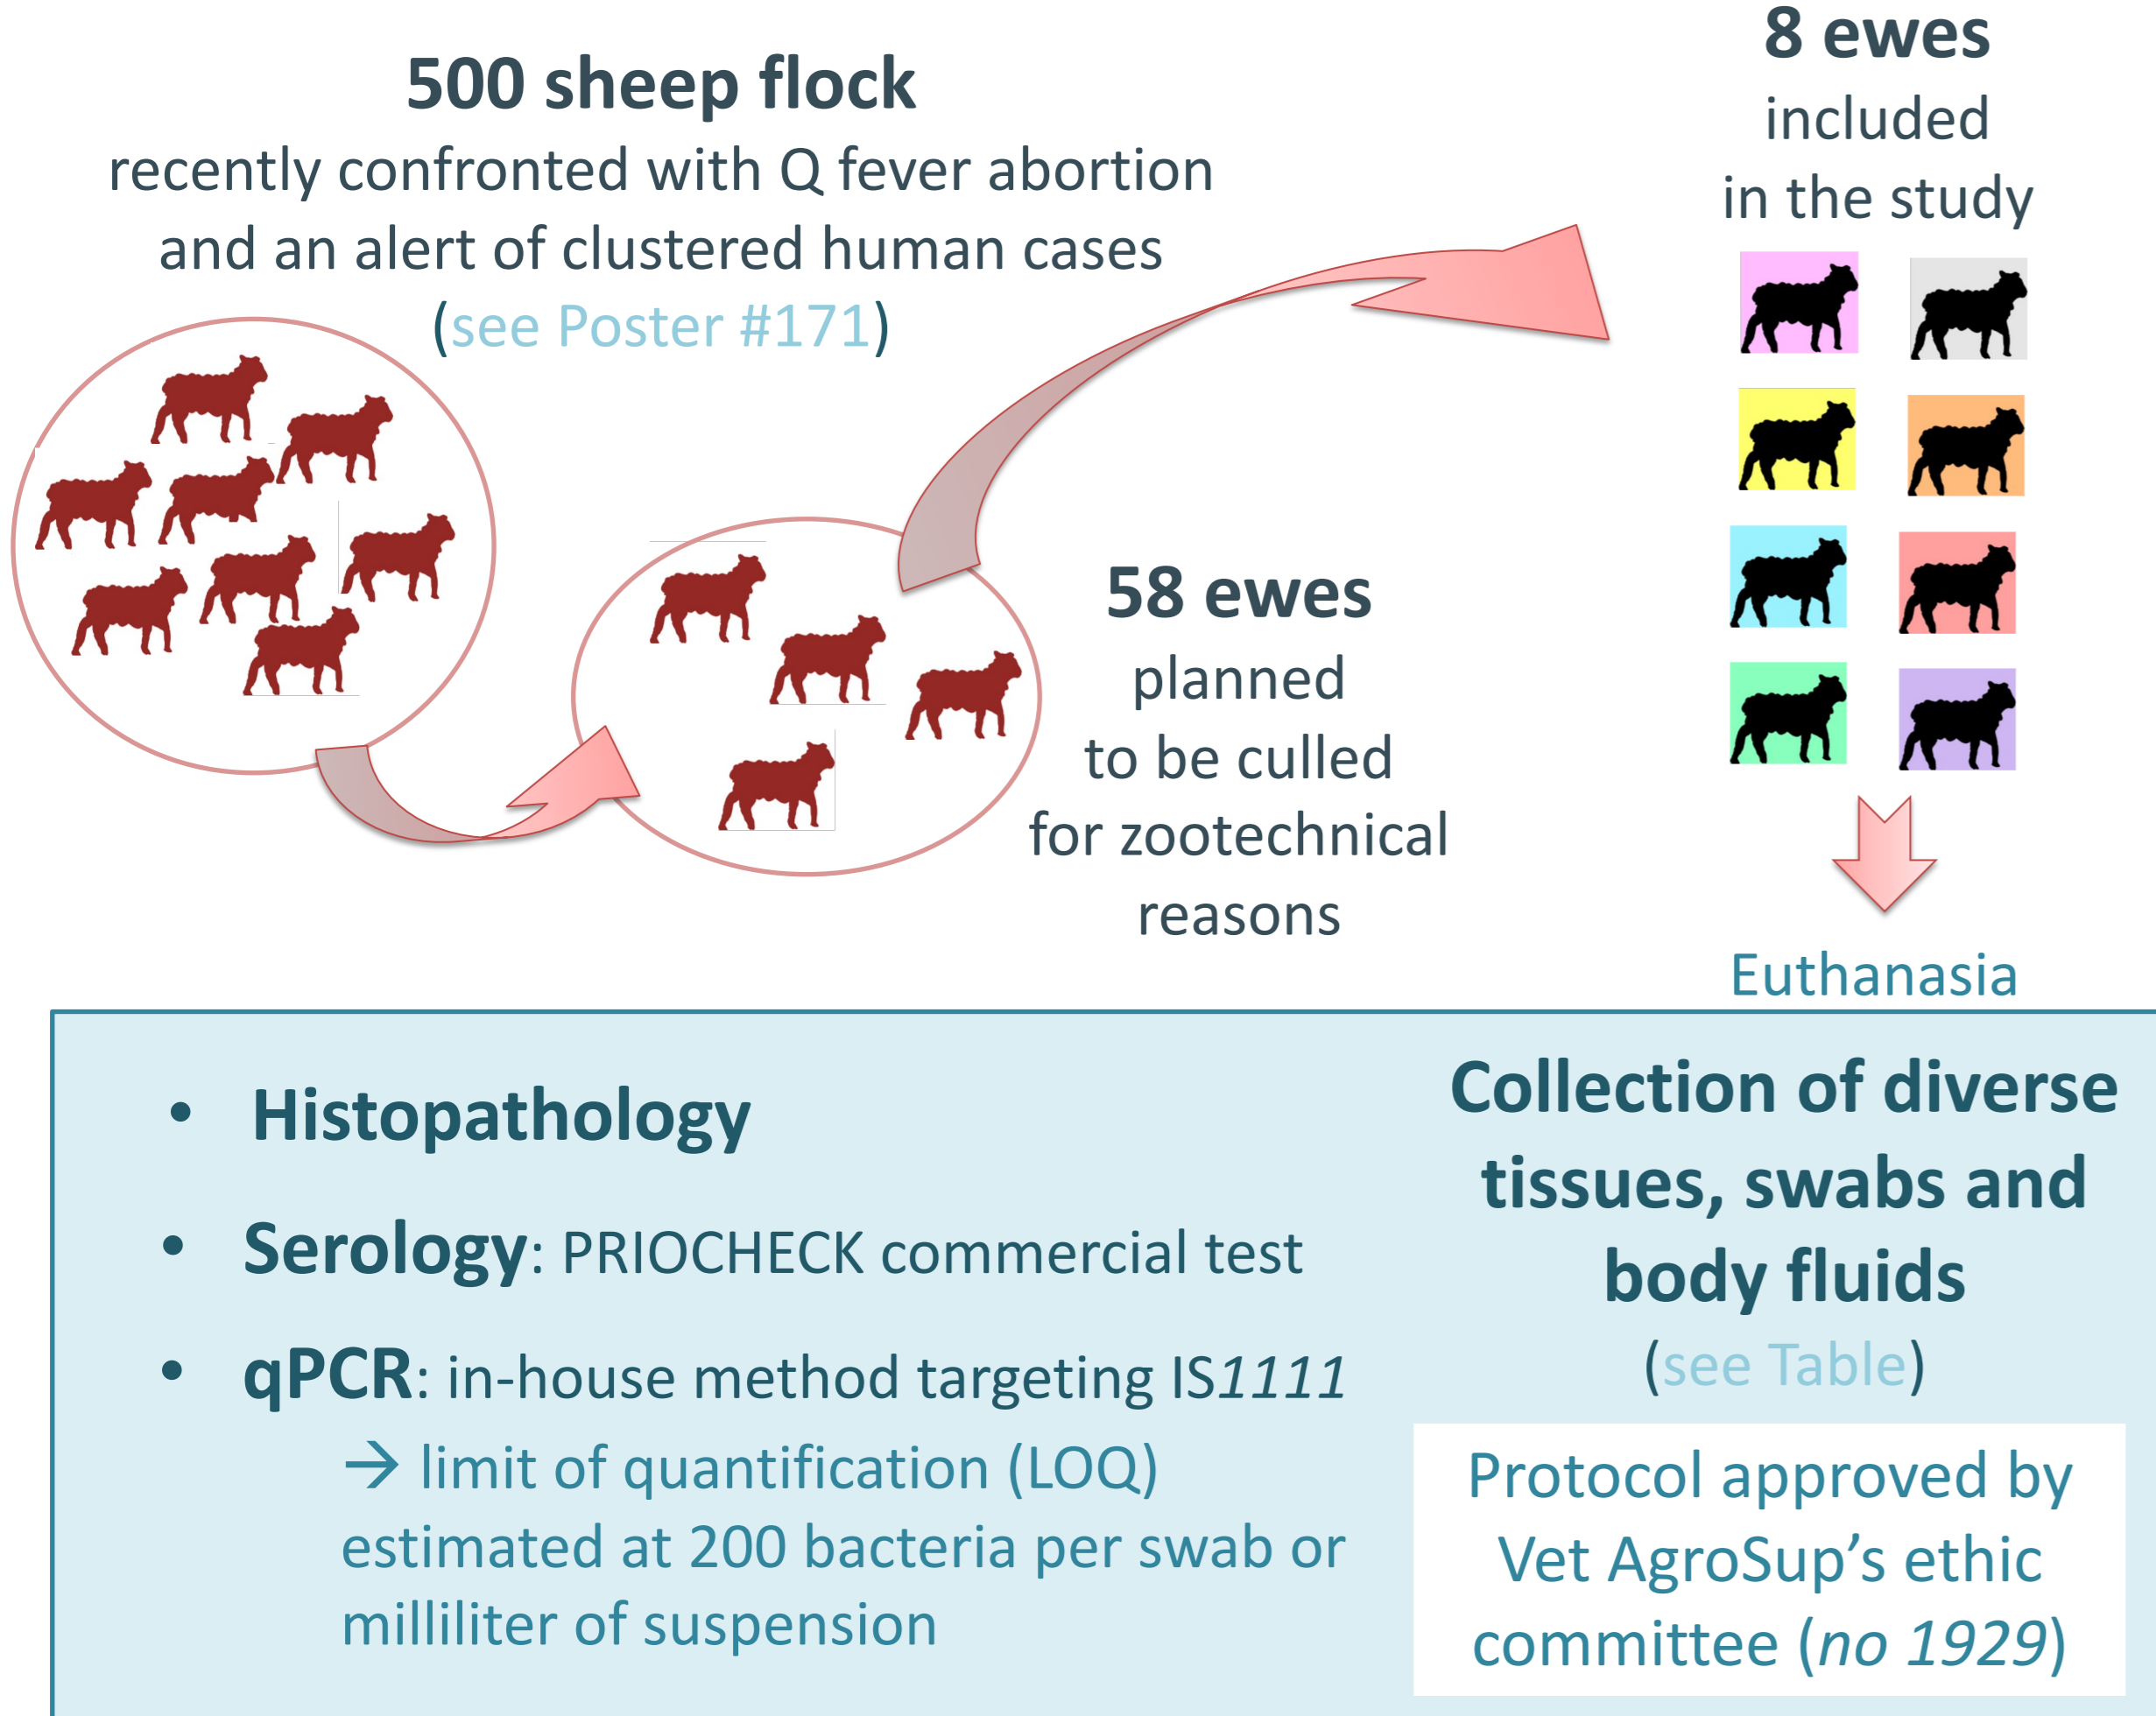 500 sheep flock
recently confronted with Q fever abortion
and an alert of clustered human cases
(see Poster #171)
58 ewes
planned
to be culled
for zootechnical
reasons
8 ewes
included
in the study
Euthanasia
• Histopathology
• Serology: PRIOCHECK commercial test
• qPCR: in-house method targeting IS1111
→ limit of quantification (LOQ)
estimated at 200 bacteria per swab or
milliliter of suspension
Collection of diverse
tissues, swabs and
body fluids
(see Table)
Protocol approved by
Vet AgroSup’s ethic
committee (no 1929)